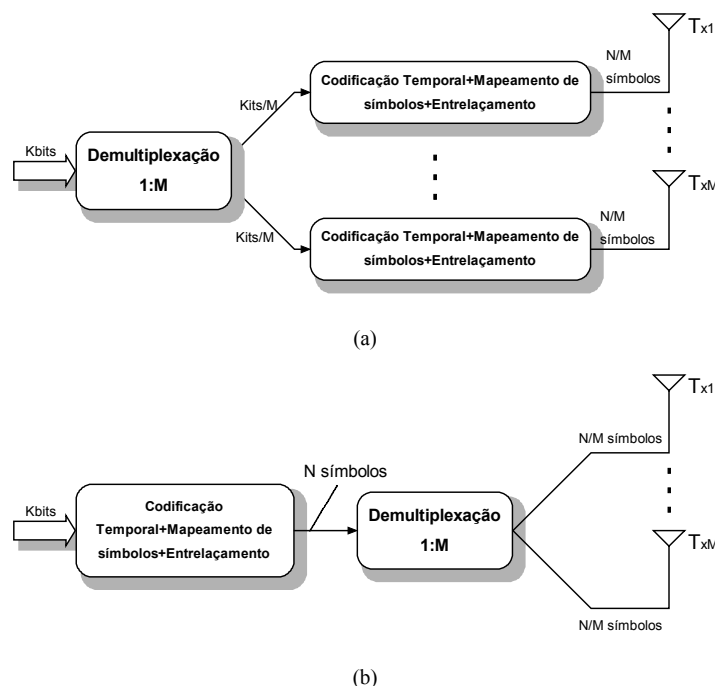 Tx1
N/M
símbolos
Codificação Temporal+Mapeamento de
símbolos+Entrelaçamento
Kits/M
Kbits
Demultiplexação
1:M
TxM
Kits/M
N/M
símbolos
Codificação Temporal+Mapeamento de
símbolos+Entrelaçamento
(a)
Tx1
N/M símbolos
N símbolos
Kbits
Codificação
Temporal+Mapeamento de
símbolos+Entrelaçamento
Demultiplexação
1:M
TxM
N/M símbolos
(b)